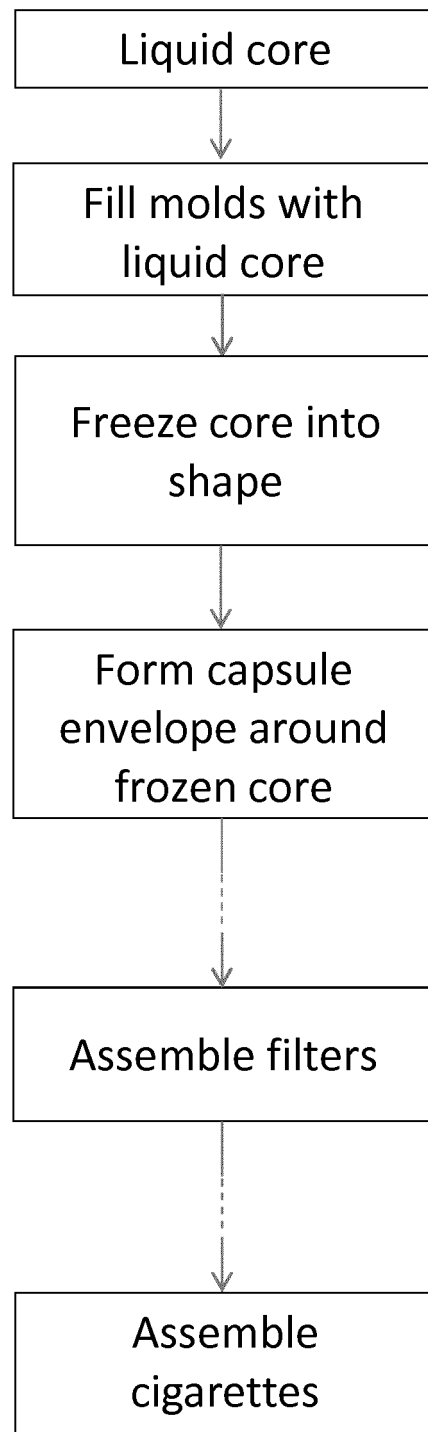 Liquid core
Fill molds with
liquid core
Freeze core into
shape
Form capsule
envelope around
frozen core
Assemble filters
Assemble
cigarettes